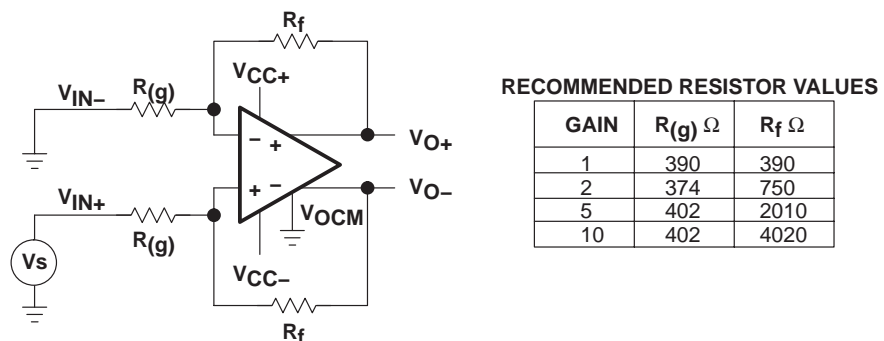 Rf
VCC+
R(g)
VIN−
− +
VO+
VIN+
+ −
VO−
VOCM
R(g)
Vs
VCC−
Rf
RECOMMENDED RESISTOR VALUES
GAIN R(g) Ω Rf Ω
1 390 390
2 374 750
5 402 2010
10 402 4020